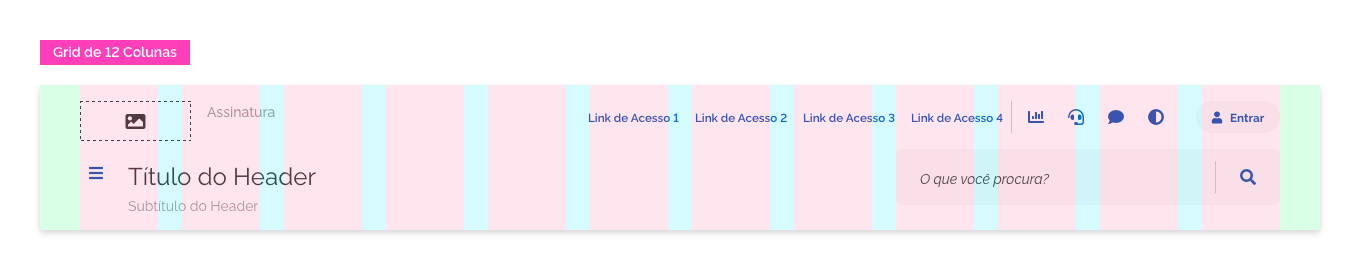 Grid de 12 Colunas
Assinatura
Link de Acesso 1
Link de Acesso 2
Link de Acesso 3
Link de Acesso 4
Entrar
Título do Header
O que você procura?
Subtítulo do Header